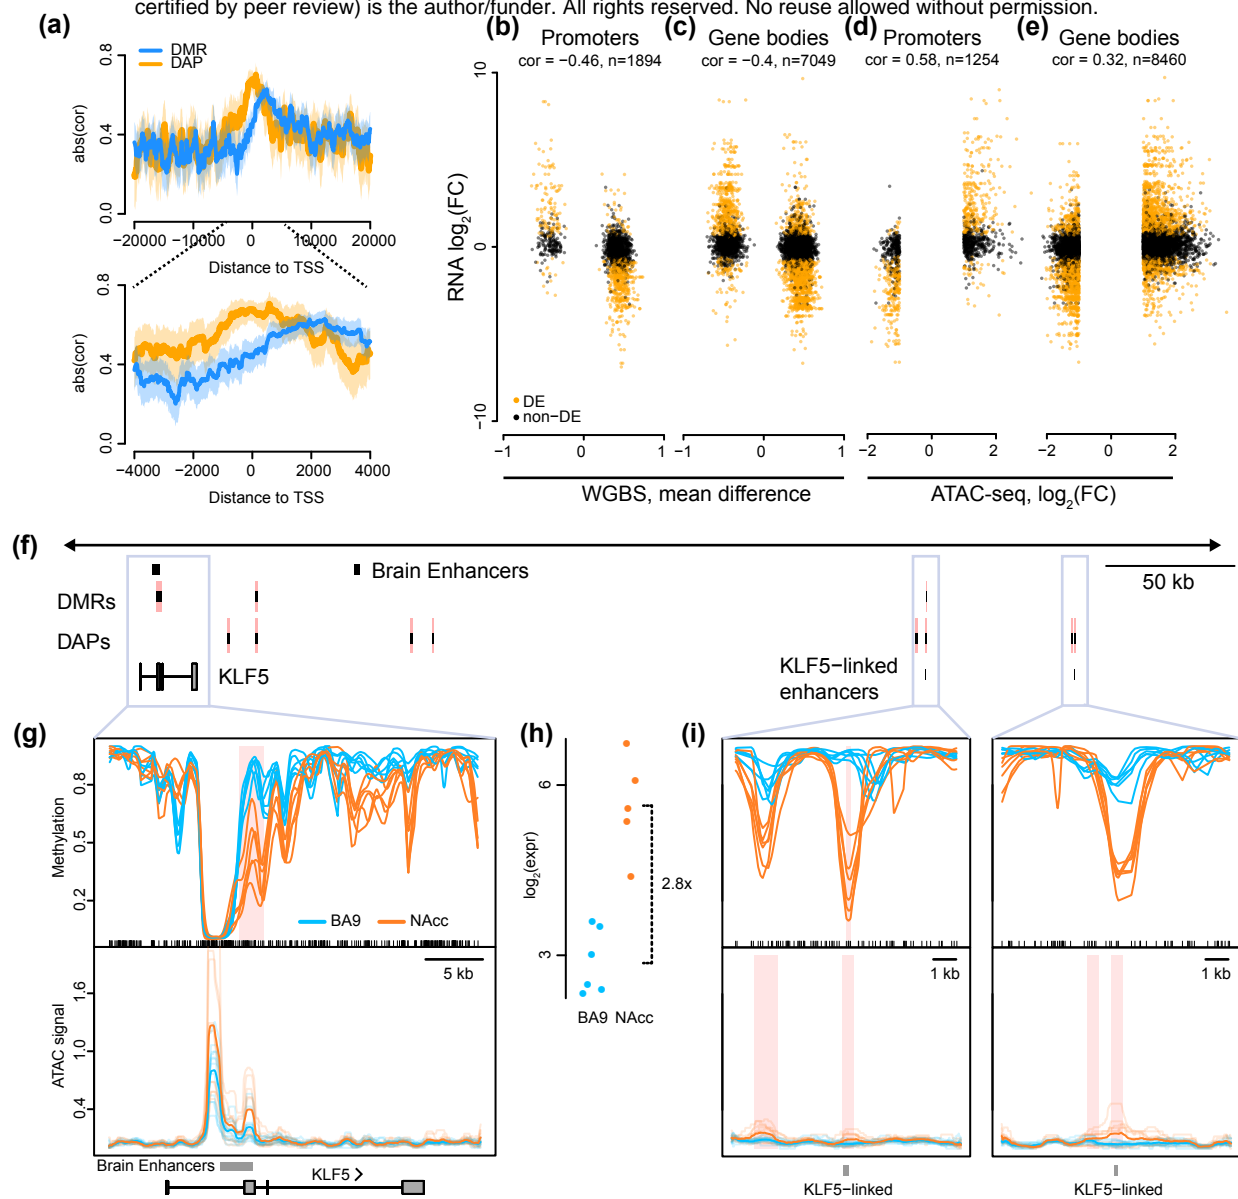 certified by peer review) is the author/funder. All rights reserved. No reuse allowed without permission.
(a)
DMR
DAP
abs(cor)
0.0 0.4 0.8
−20000 −10000 0 10000 20000
Distance to TSS
abs(cor)
0.0 0.4 0.8
−4000 −2000 0 2000 4000
Distance to TSS
(b) Promoters
cor = −0.46, n=1894
(c) Gene bodies
cor = −0.4, n=7049
(d) Promoters
cor = 0.58, n=1254
(e) Gene bodies
cor = 0.32, n=8460
RNA log2(FC)
−10 0 10
DE
non−DE
−1 0 1
−1 0 1
−2 0 2
−2 0 2
WGBS, mean difference
ATAC−seq, log2(FC)
(f)
Brain Enhancers
50 kb
DMRs
DAPs
KLF5
KLF5−linked
enhancers
(g)
Methylation
0.2 0.5 0.8
BA9 NAcc
5 kb
ATAC signal
0.4 1.0 1.6
Brain Enhancers
KLF5
(h)
log2(expr)
3 6
2.8x
BA9 NAcc
(i)
1 kb
1 kb
KLF5−linked
KLF5−linked